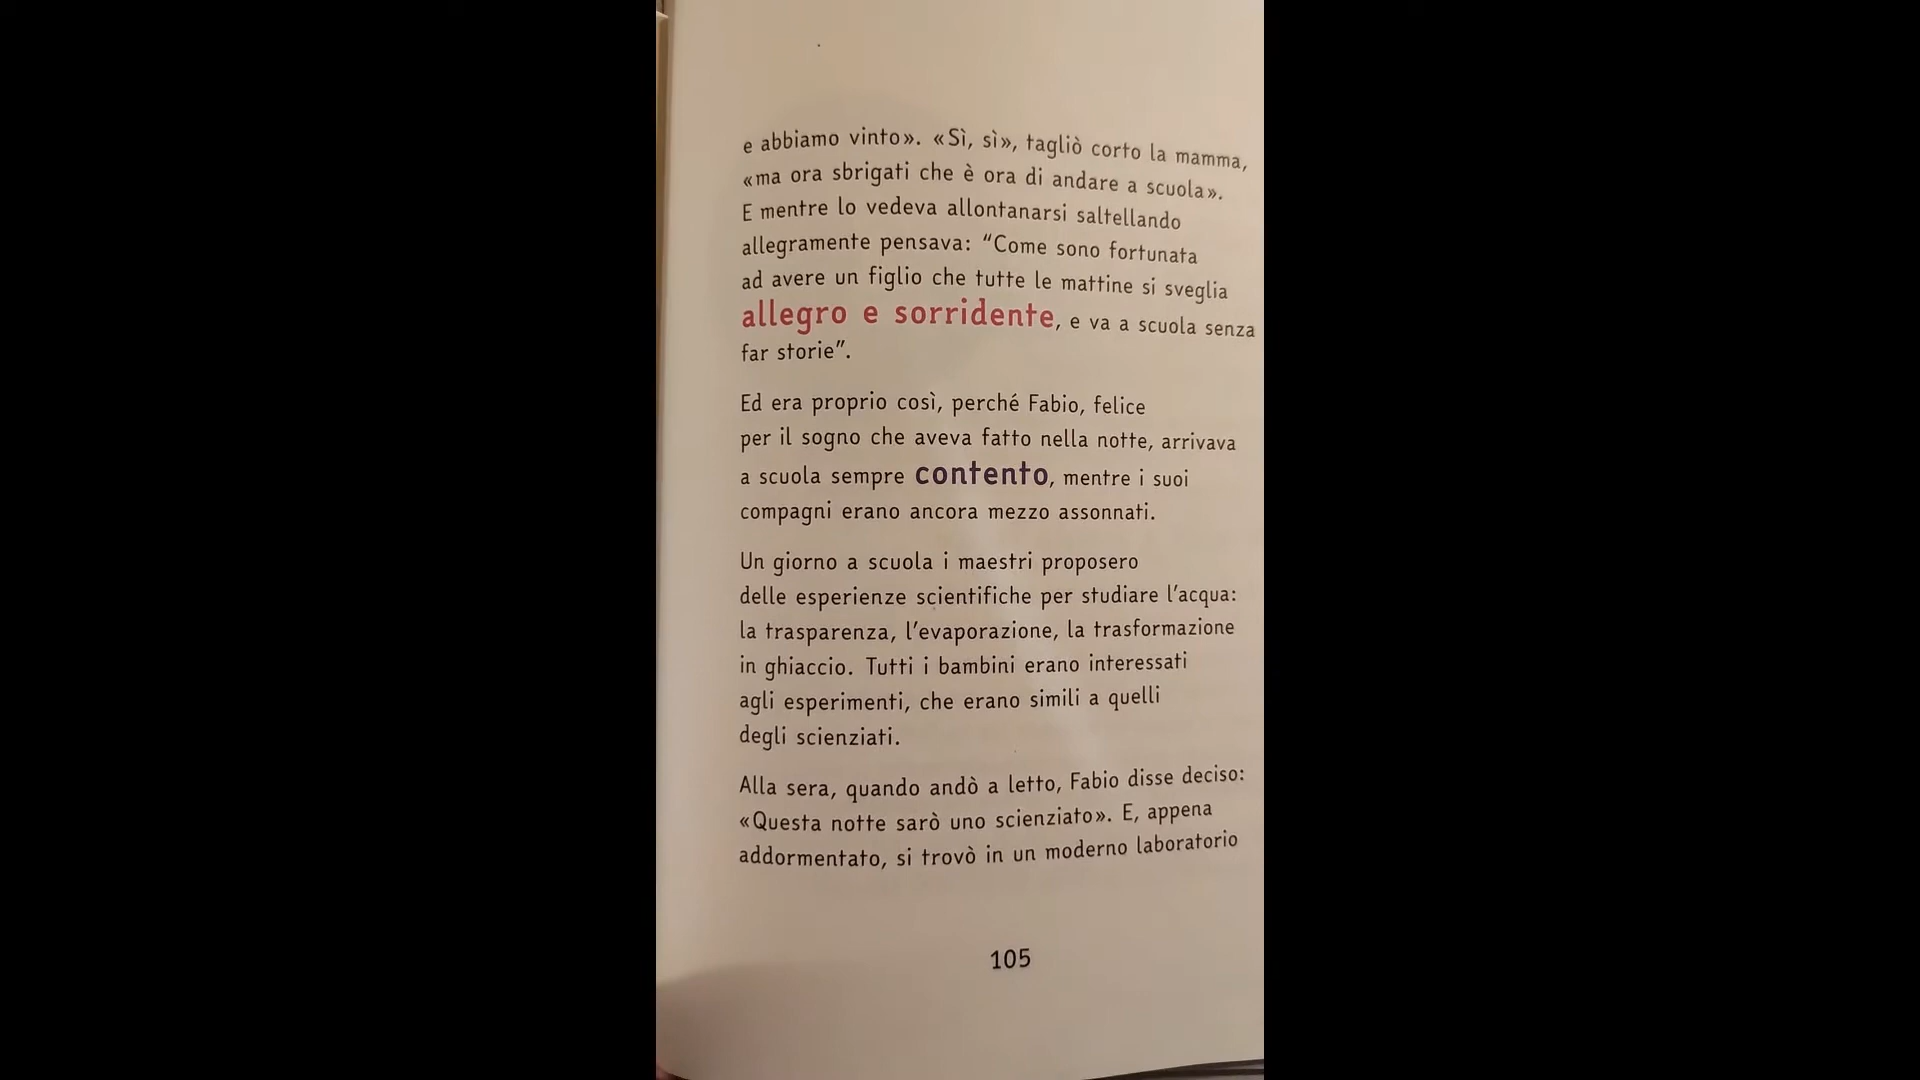 e abbiamo vinto». «Sì, sì», tagliò corto la mamma,
«ma ora sbrigati che è ora di andare a scuola».
E mentre lo vedeva allontanarsi saltellando
allegramente pensava: “Come sono fortunata
ad avere un figlio che tutte le mattine si sveglia
allegro e sorridente, e va a scuola senza
far storie”.
Ed era proprio così, perché Fabio, felice
per il sogno che aveva fatto nella notte, arrivava
a scuola sempre contento, mentre i suoi
compagni erano ancora mezzo assonnati.
Un giorno a scuola i maestri proposero
delle esperienze scientifiche per studiare l’acqua:
la trasparenza, l’evaporazione, la trasformazione
in ghiaccio. Tutti i bambini erano interessati
agli esperimenti, che erano simili a quelli
degli scienziati.
Alla sera, quando andò a letto, Fabio disse deciso:
«Questa notte sarò uno scienziato». E, appena
addormentato, si trovò in un moderno laboratorio
105